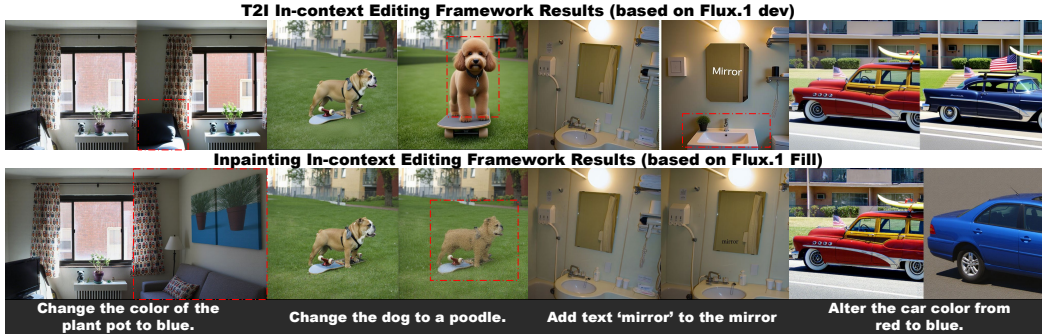 T2I In-context Editing Framework Results (based on Flux.1 dev)
Mirror
Inpainting In-context Editing Framework Results (based on Flux.1 Fill)
mirror
Change the color of the
plant pot to blue.
Change the dog to a poodle.
Add text ‘mirror’ to the mirror
Alter the car color from
red to blue.